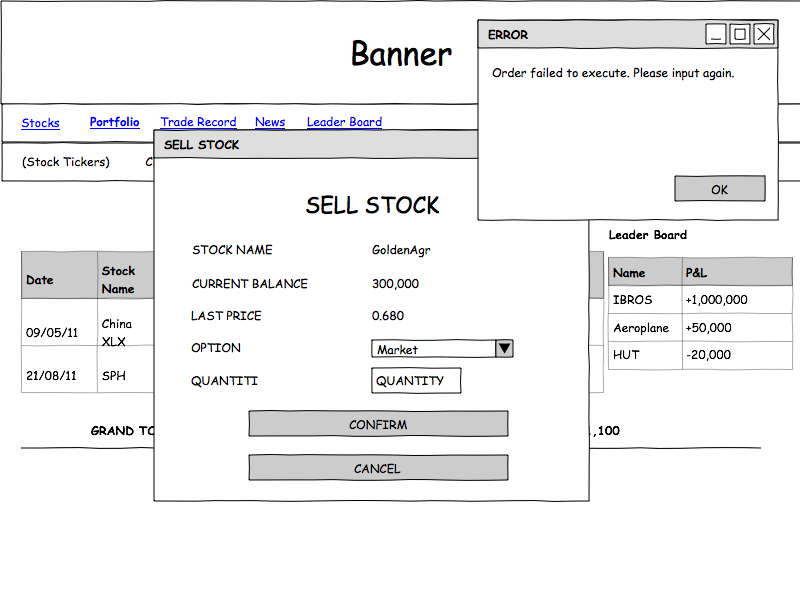 Banner
ERROR
Order failed to execute. Please input again.
OK
Stocks Portfolio Trade Record News Leader Board
(Stock Tickers) C
SELL STOCK
SELL STOCK
STOCK NAME GoldenAgr
CURRENT BALANCE 300,000
LAST PRICE 0.680
OPTION Market
QUANTITI QUANTITY
CONFIRM
CANCEL
Date Stock Name
09/05/11 China XLX
21/08/11 SPH
GRAND TO ,100
Leader Board
Name P&L
IBROS +1,000,000
Aeroplane +50,000
HUT -20,000